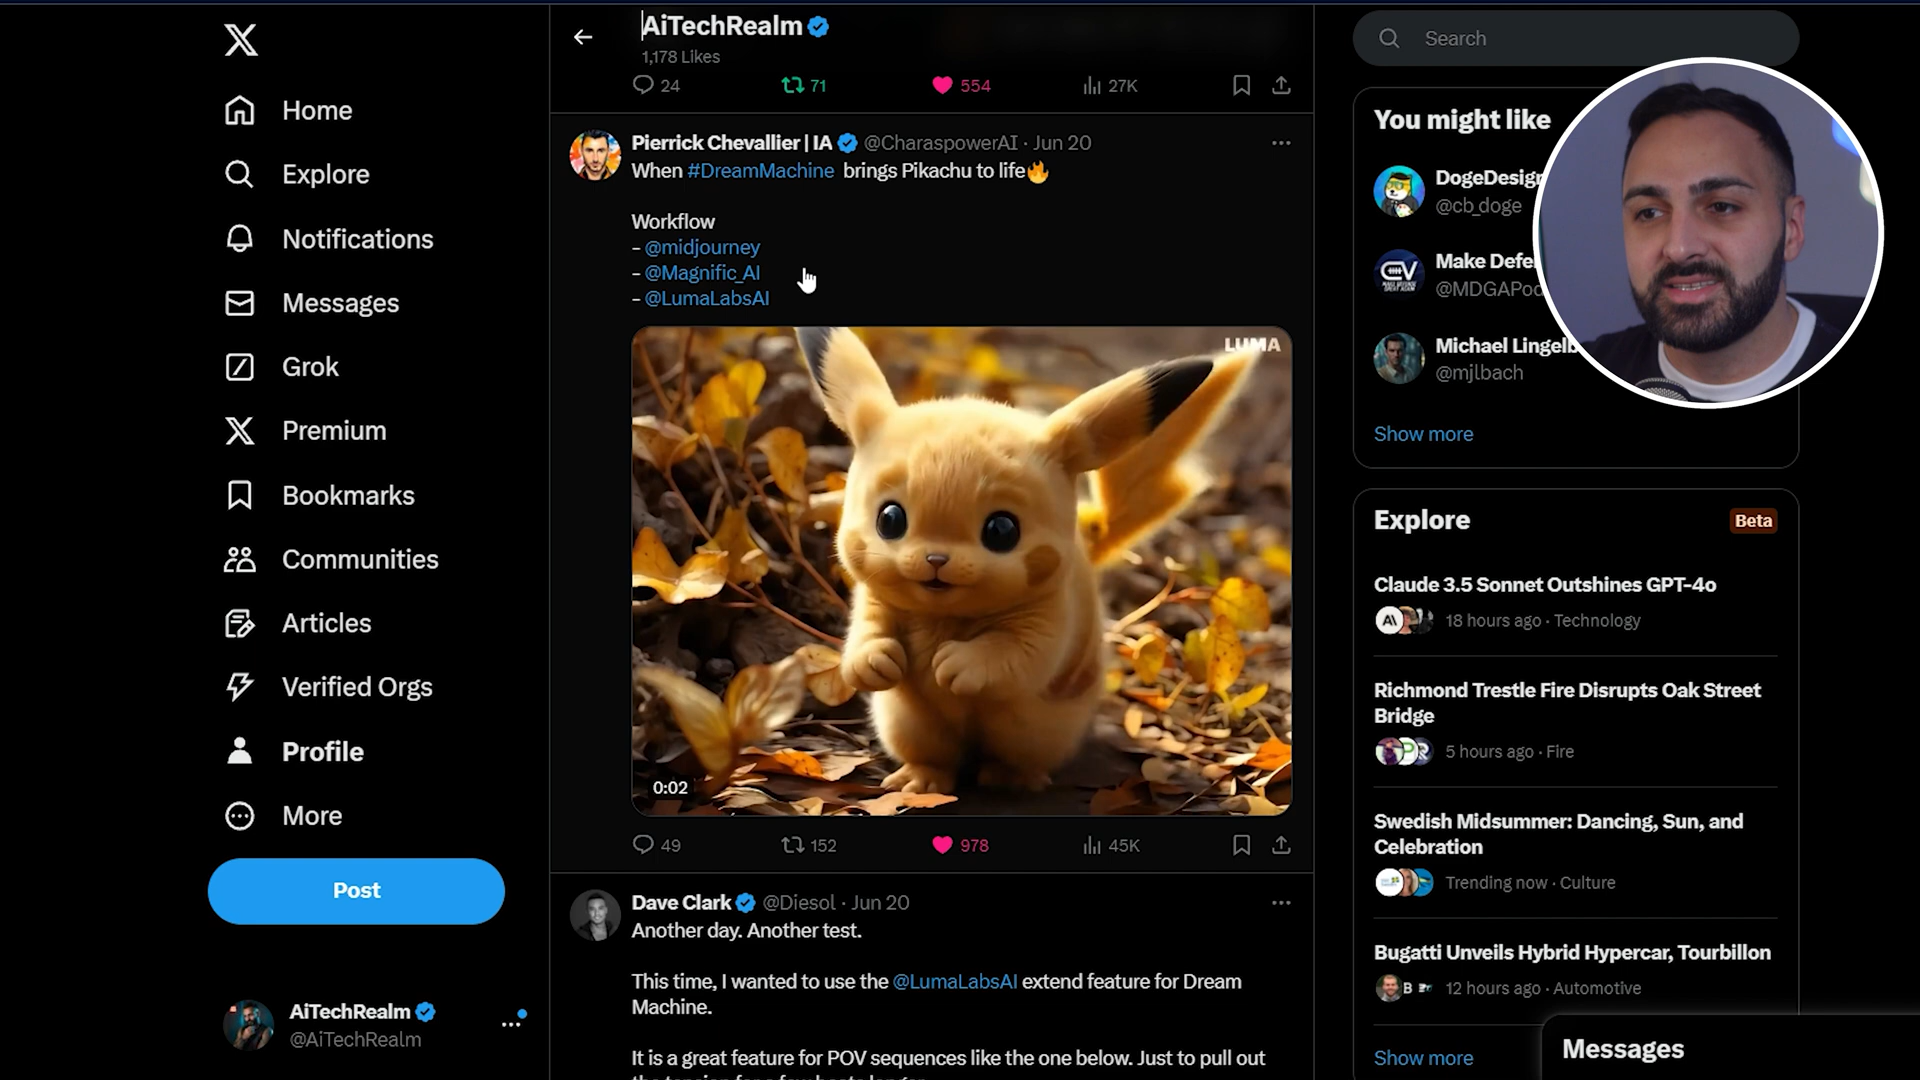 Home
Explore
Notifications
Messages
Grok
Premium
Bookmarks
Communities
Articles
Verified Orgs
Profile
More
Post
AiTechRealm
@AiTechRealm
AiTechRealm
1,178 Likes
24 71 554 27K
Pierrick Chevallier | IA @CharaspowerAI · Jun 20
When #DreamMachine brings Pikachu to life🔥
Workflow
- @midjourney
- @Magnific_AI
- @LumaLabsAI
LUMA
0:02
49 152 978 45K
Dave Clark @Diesol · Jun 20
Another day. Another test.
This time, I wanted to use the @LumaLabsAI extend feature for Dream
Machine.
It is a great feature for POV sequences like the one below. Just to pull out
Search
You might like
@cb_doge
Make
Michael
@mjlbach
Show more
Explore
Beta
Claude 3.5 Sonnet Outshines GPT-4o
18 hours ago · Technology
Richmond Trestle Fire Disrupts Oak Street
Bridge
5 hours ago · Fire
Swedish Midsummer: Dancing, Sun, and
Celebration
Trending now · Culture
Bugatti Unveils Hybrid Hypercar, Tourbillon
12 hours ago · Automotive
Show more
Messages